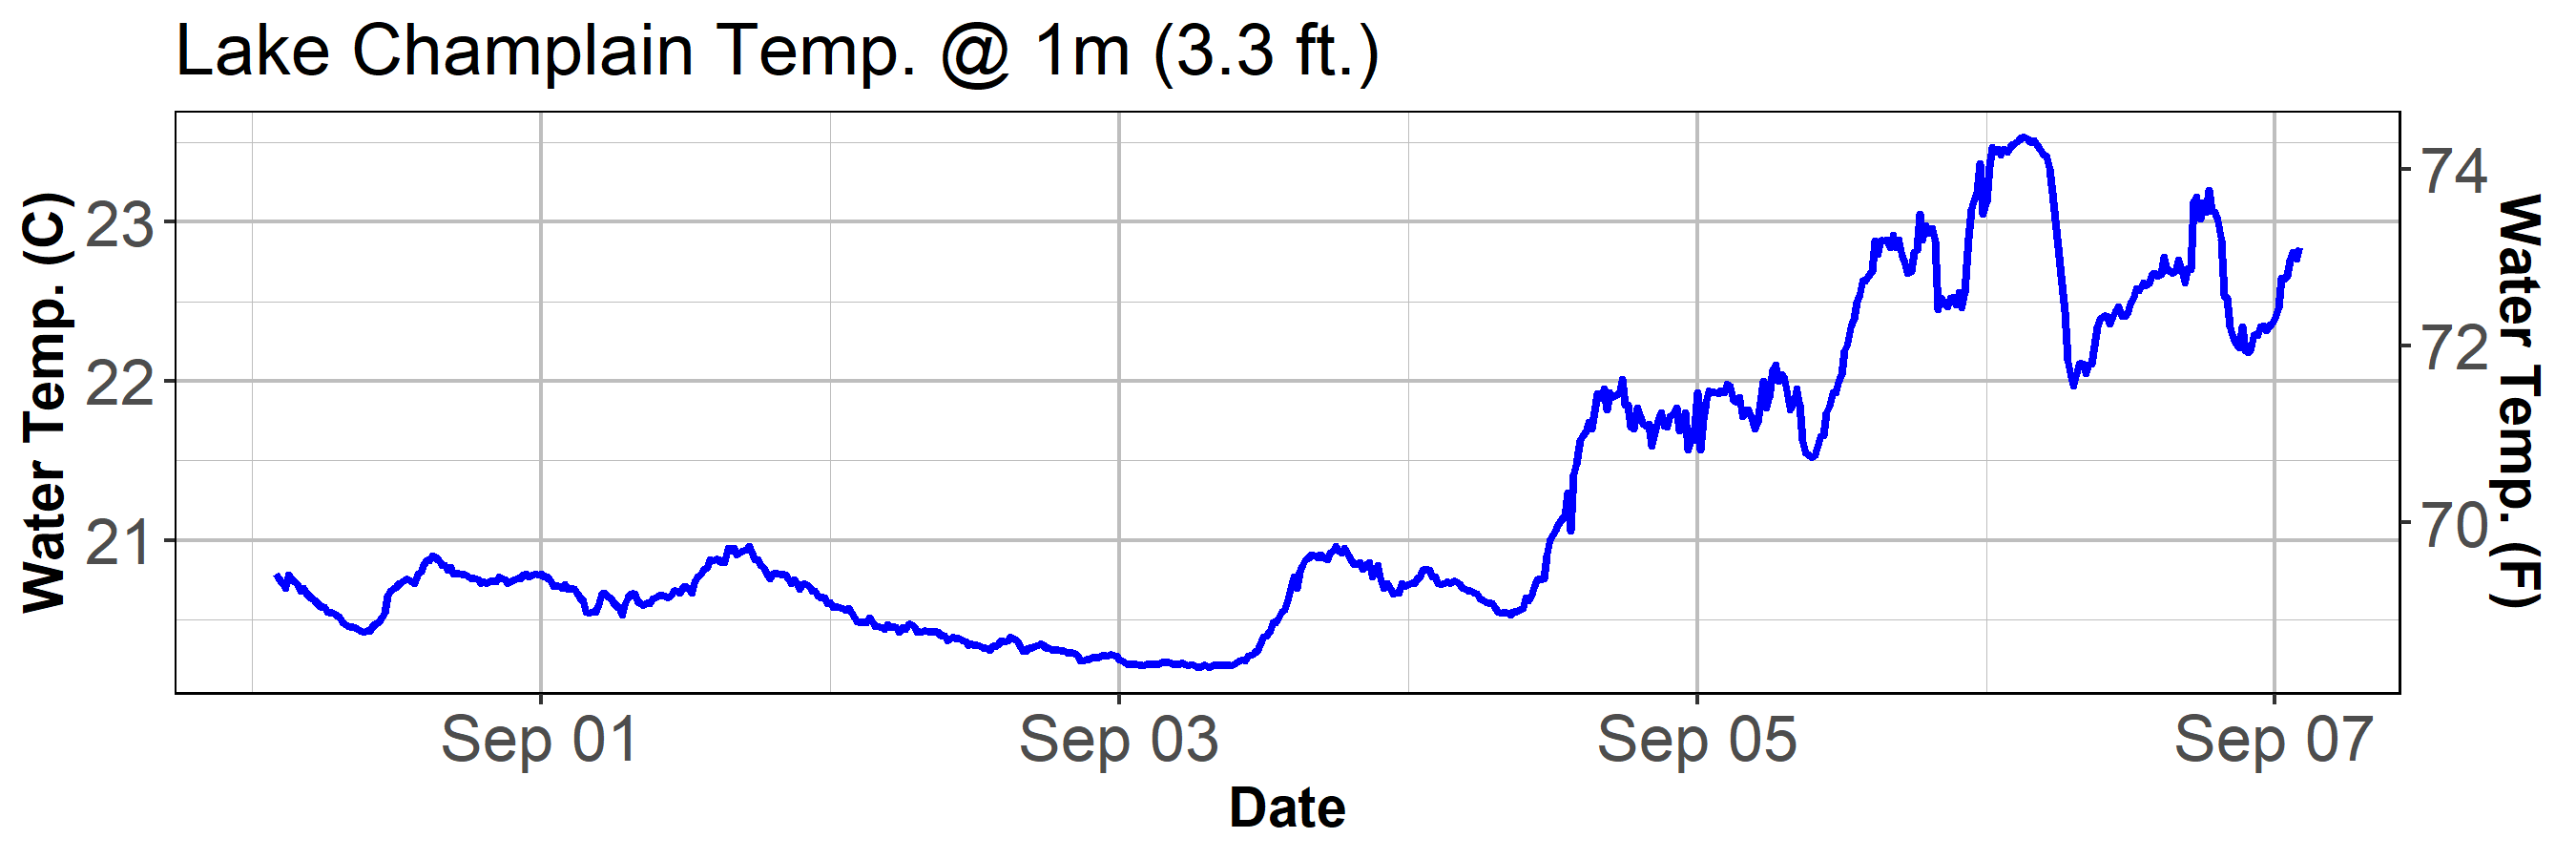 Lake Champlain Temp. @ 1m (3.3 ft.)
Water Temp. (C)
23
22
21
74
72
70
Water Temp. (F)
Sep 01
Sep 03
Sep 05
Sep 07
Date